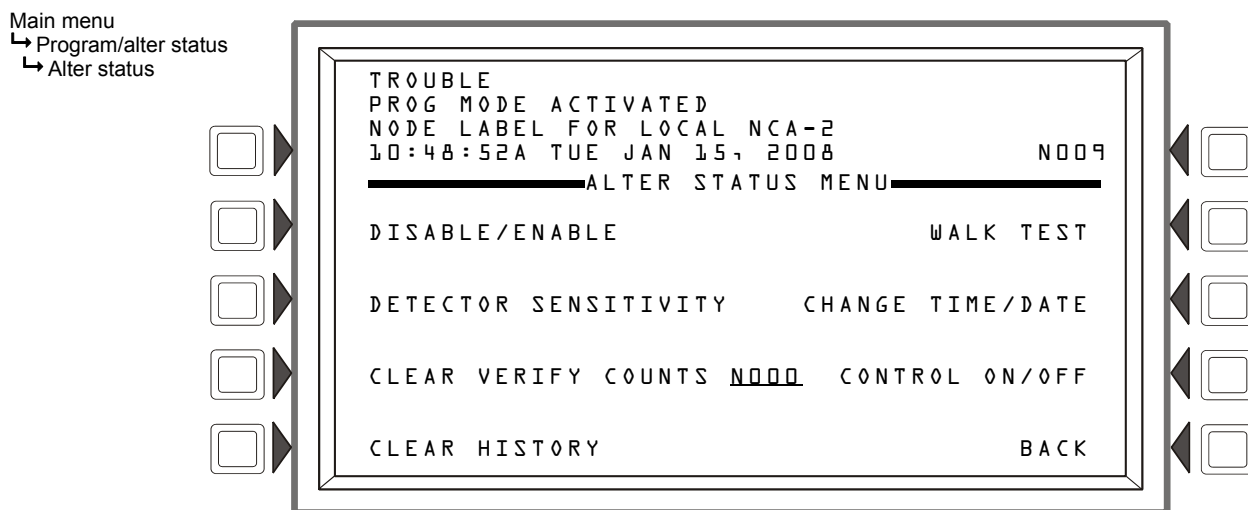 Main menu
Program/alter status
Alter status
TROUBLE
PROG MODE ACTIVATED
NODE LABEL FOR LOCAL NCA-2
10:48:52A TUE JAN 15, 2008 N009
ALTER STATUS MENU
DISABLE/ENABLE WALK TEST
DETECTOR SENSITIVITY CHANGE TIME/DATE
CLEAR VERIFY COUNTS N000 CONTROL ON/OFF
CLEAR HISTORY BACK